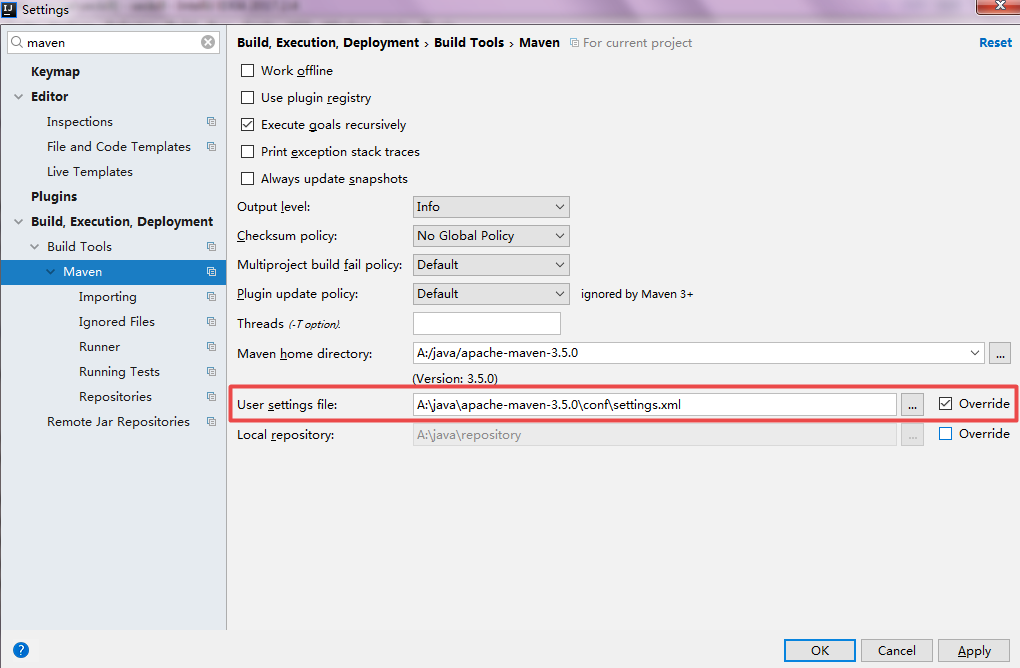 Settings
maven
Keymap
Editor
Inspections
File and Code Templates
Live Templates
Plugins
Build, Execution, Deployment
Build Tools
Maven
Importing
Ignored Files
Runner
Running Tests
Repositories
Remote Jar Repositories
Build, Execution, Deployment › Build Tools › Maven For current project Reset
Work offline
Use plugin registry
Execute goals recursively
Print exception stack traces
Always update snapshots
Output level: Info
Checksum policy: No Global Policy
Multiproject build fail policy: Default
Plugin update policy: Default ignored by Maven 3+
Threads (-T option).
Maven home directory: A:/java/apache-maven-3.5.0 ...
(Version: 3.5.0)
User settings file: A:\java\apache-maven-3.5.0\conf\settings.xml ... Override
Local repository: A:\java\repository ... Override
? OK Cancel Apply